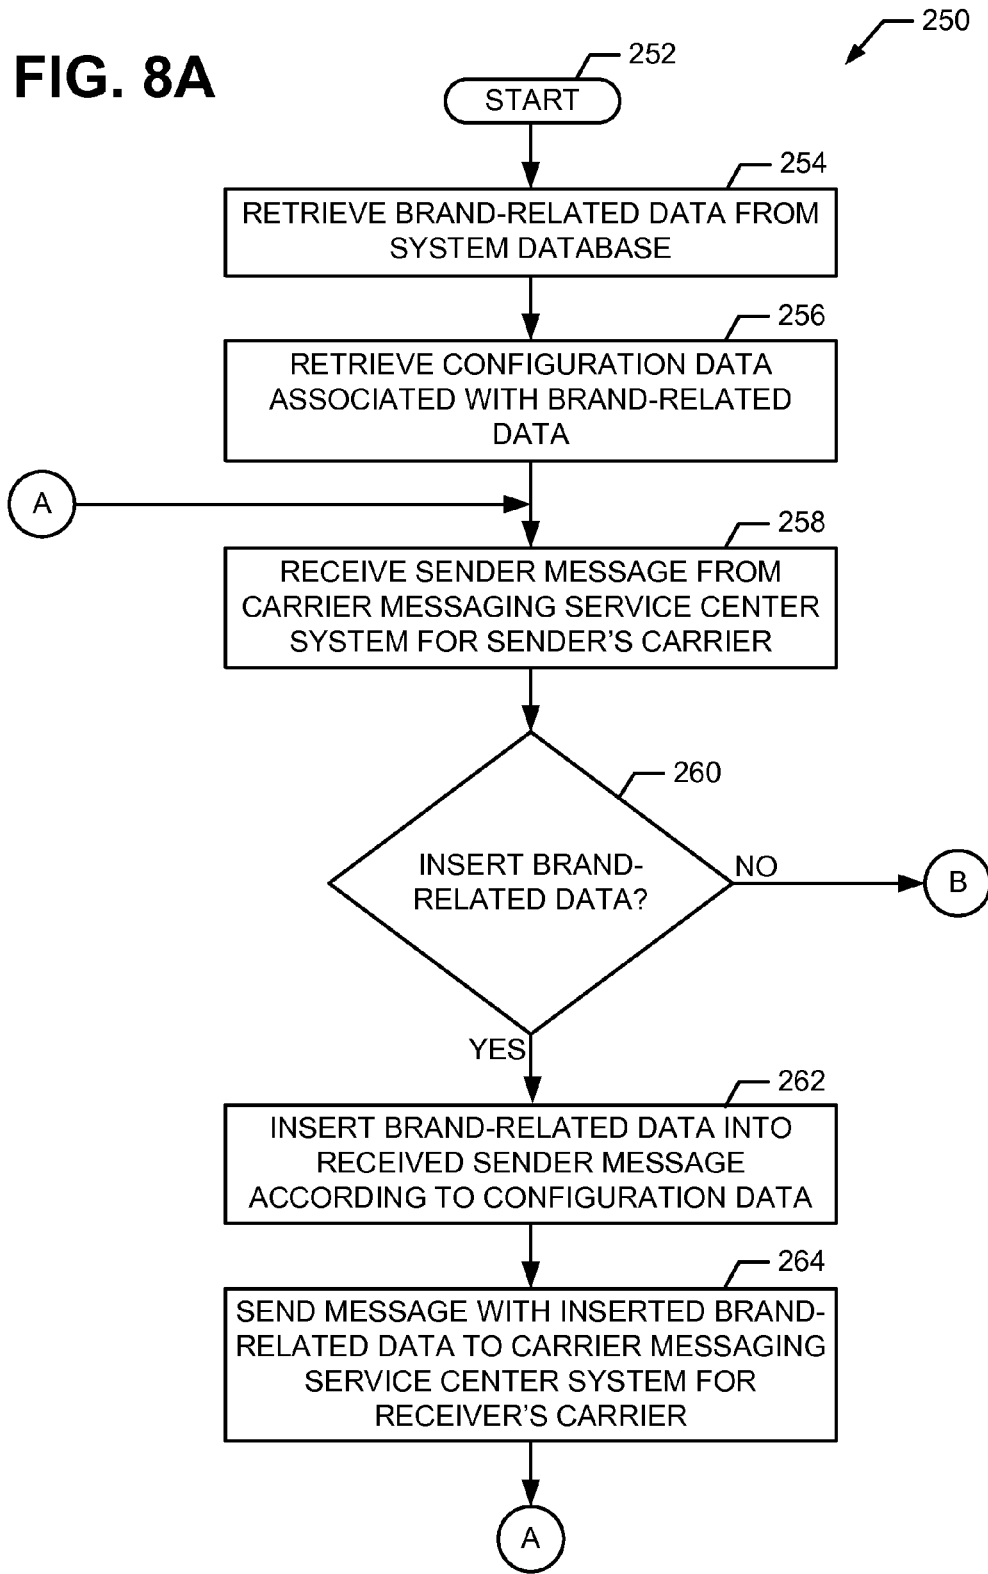 250
FIG. 8A
252
START
254
RETRIEVE BRAND-RELATED DATA FROM
SYSTEM DATABASE
256
RETRIEVE CONFIGURATION DATA
ASSOCIATED WITH BRAND-RELATED
DATA
A
258
RECEIVE SENDER MESSAGE FROM
CARRIER MESSAGING SERVICE CENTER
SYSTEM FOR SENDER'S CARRIER
260
INSERT BRAND-
RELATED DATA?
NO
B
YES
262
INSERT BRAND-RELATED DATA INTO
RECEIVED SENDER MESSAGE
ACCORDING TO CONFIGURATION DATA
264
SEND MESSAGE WITH INSERTED BRAND-
RELATED DATA TO CARRIER MESSAGING
SERVICE CENTER SYSTEM FOR
RECEIVER'S CARRIER
A